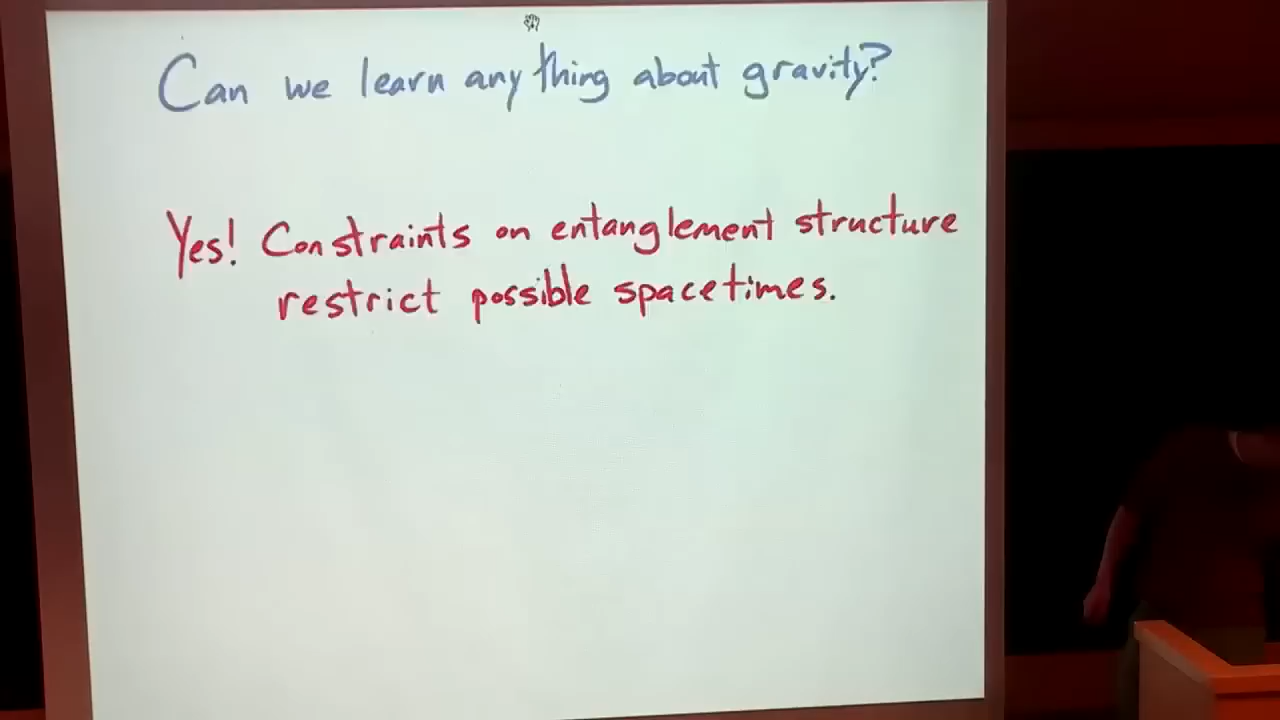 Can we learn anything about gravity?
Yes! Constraints on entanglement structure
restrict possible spacetimes.